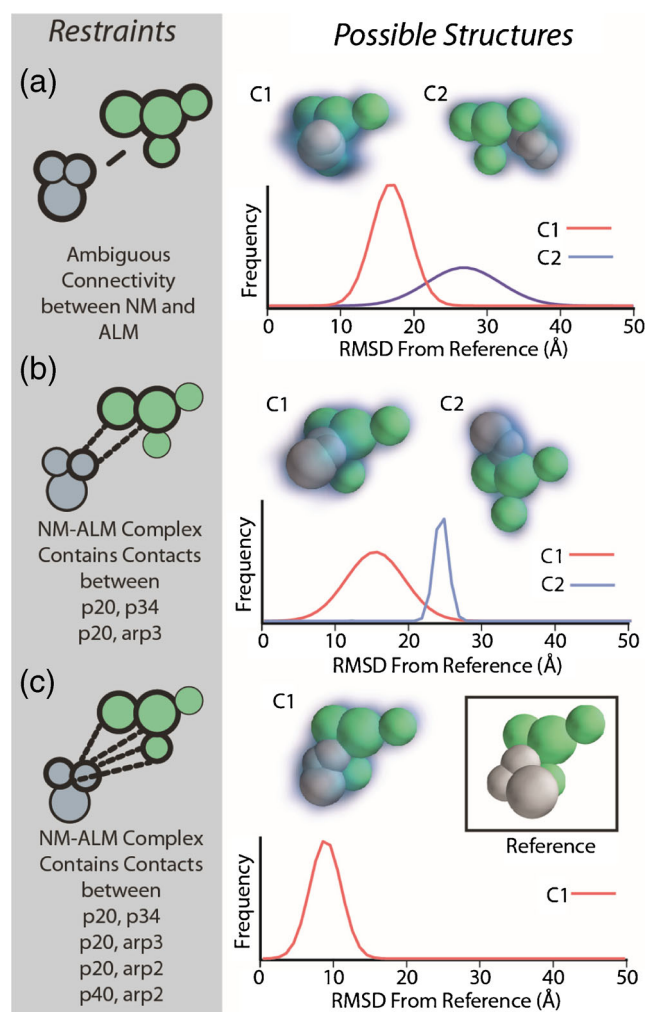 Restraints
Possible Structures
(a)
C1
C2
Ambiguous
Connectivity
between NM and
ALM
Frequency
C1
C2
0 10 20 30 40 50
RMSD From Reference (Å)
(b)
C1
C2
NM-ALM Complex
Contains Contacts
between
p20, p34
p20, arp3
Frequency
C1
C2
0 10 20 30 40 50
RMSD From Reference (Å)
(c)
C1
Reference
NM-ALM Complex
Contains Contacts
between
p20, p34
p20, arp3
p20, arp2
p40, arp2
Frequency
C1
0 10 20 30 40 50
RMSD From Reference (Å)